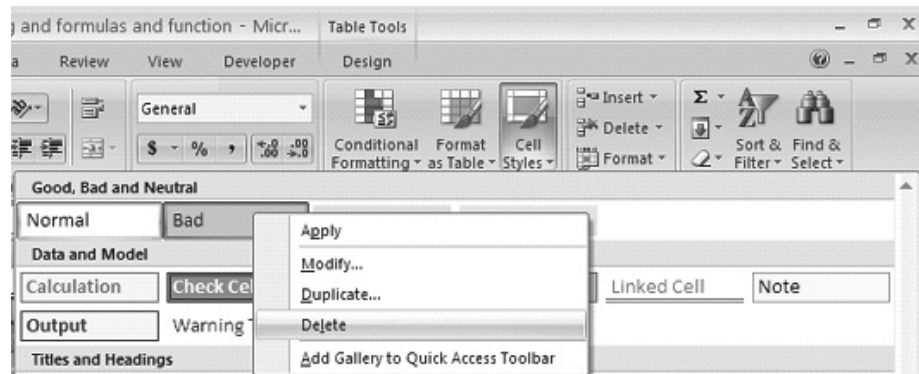 g and formulas and function - Micr... Table Tools
a Review View Developer Design
General Insert Σ
$ % , .00 Conditional Formatting Format as Table Cell Styles Delete Sort & Filter Find & Select
Format
Good, Bad and Neutral
Normal Bad
Apply
Data and Model
Modify...
Calculation Check Cel Linked Cell Note
Duplicate...
Output Warning T
Delete
Titles and Headings
Add Gallery to Quick Access Toolbar